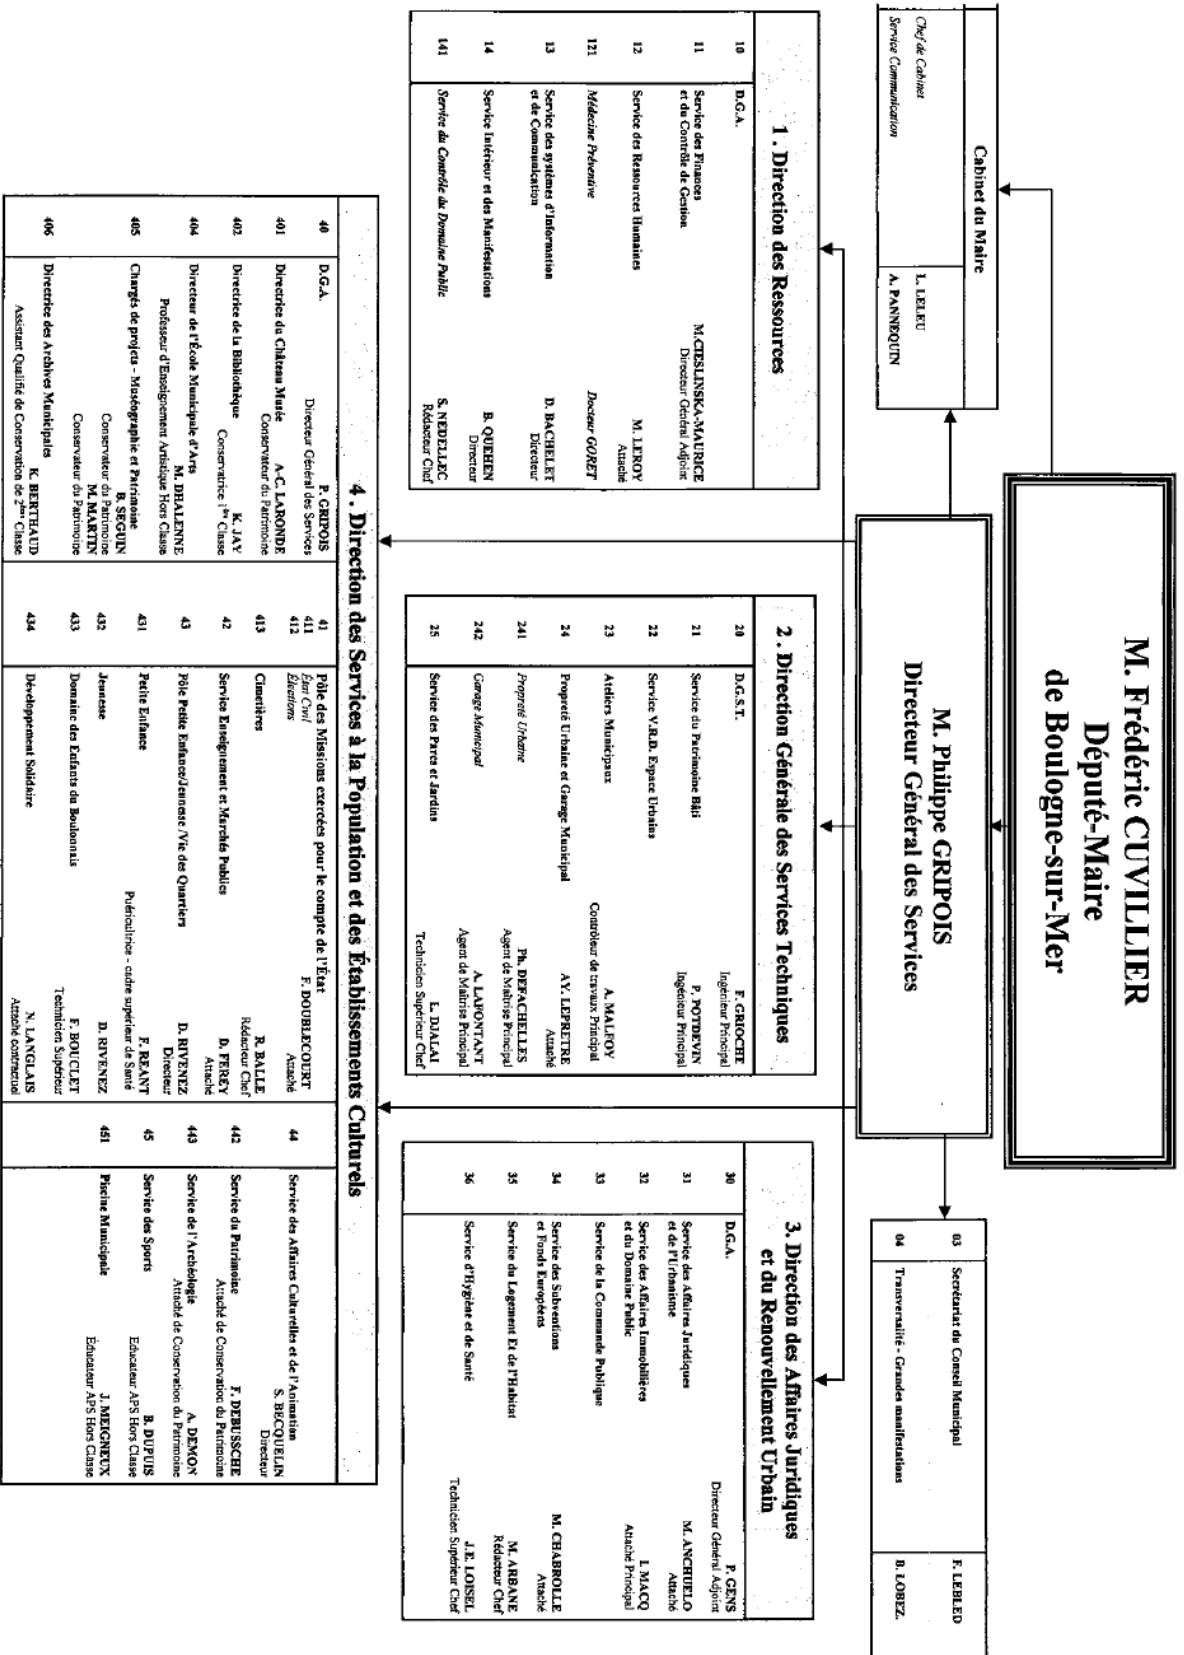 M. Frédéric CUVILLIER
Député-Maire
de Boulogne-sur-Mer
M. Philippe GRIPOIS
Directeur Général des Services
Cabinet du Maire
Chef de Cabinet
L. LELEU
Service Communication
A. PANNEQUIN
03 Secrétariat du Conseil Municipal F. LEBLED
04 Transversalité - Grandes manifestations B. LOBEZ.
1 . Direction des Ressources
10 D.G.A.
11 Service des Finances
et du Contrôle de Gestion
M.CIESLINSKA-MAURICE
Directeur Général Adjoint
12 Service des Ressources Humaines
M. LEROY
Attaché
121 Médecine Préventive Docteur GORET
13 Service des systèmes d'Information
et de Communication
D. BACHELET
Directeur
14 Service Intérieur et des Manifestations
B. QUEHEN
Directeur
141 Service du Contrôle du Domaine Public
S. NEDELLEC
Rédacteur Chef
2 . Direction Générale des Services Techniques
20 D.G.S.T. F. GRIOCHE
Ingénieur Principal
21 Service du Patrimoine Bâti P. POTDEVIN
Ingénieur Principal
22 Service V.R.D. Espace Urbains
23 Ateliers Municipaux A. MALFOY
Contrôleur de travaux Principal
24 Propreté Urbaine et Garage Municipal AY. LEPRETRE
Attaché
241 Propreté Urbaine Ph. DEFACHELLES
Agent de Maîtrise Principal
242 Garage Municipal A. LAFONTANT
Agent de Maîtrise Principal
25 Service des Parcs et Jardins L. DJALAI
Technicien Supérieur Chef
3. Direction des Affaires Juridiques
et du Renouvellement Urbain
30 D.G.A. P. GENS
Directeur Général Adjoint
31 Service des Affaires Juridiques
et de l'Urbanisme
M. ANCHUELO
Attaché
32 Service des Affaires Immobilières
et du Domaine Public
I. MACQ
Attaché Principal
33 Service de la Commande Publique
34 Service des Subventions
et Fonds Européens
M. CHABROLLE
Attaché
35 Service du Logement Et de l'Habitat M. ARBANE
Rédacteur Chef
36 Service d'Hygiène et de Santé J.E. LOISEL
Technicien Supérieur Chef
4 . Direction des Services à la Population et des Établissements Culturels
40 D.G.A. P. GRIPOIS
Directeur Général des Services
401 Directrice du Château Musée A-C. LARONDE
Conservateur du Patrimoine
402 Directrice de la Bibliothèque K. JAY
Conservatrice 1ère Classe
404 Directeur de l'École Municipale d'Arts
M. DHALENNE
Professeur d'Enseignement Artistique Hors Classe
405 Chargés de projets – Muséographie et Patrimoine
B. SEGUIN
Conservateur du Patrimoine
M. MARTIN
Conservateur du Patrimoine
406 Directrice des Archives Municipales
K. BERTHAUD
Assistant Qualifié de Conservation de 2ème Classe
41 Pôle des Missions exercées pour le compte de l'État
411 État Civil F. DOUBLECOURT
412 Élections Attaché
413 Cimetières R. BALLE
Rédacteur Chef
42 Service Enseignement et Marchés Publics D. FEREY
Attaché
43 Pôle Petite Enfance/Jeunesse /Vie des Quartiers D. RIVENEZ
Directeur
431 Petite Enfance F. REANT
Puéricultrice - cadre supérieur de Santé
432 Jeunesse D. RIVENEZ
433 Domaine des Enfants du Boulonnais F. BOUCLET
Technicien Supérieur
434 Développement Solidaire N. LANGLAIS
Attaché contractuel
44 Service des Affaires Culturelles et de l'Animation
S. BECQUELIN
Directeur
442 Service du Patrimoine F. DEBUSSCHE
Attaché de Conservation du Patrimoine
443 Service de l'Archéologie A. DEMON
Attaché de Conservation du Patrimoine
45 Service des Sports B. DUPUIS
Educateur APS Hors Classe
451 Piscine Municipale J. MEIGNEUX
Éducateur APS Hors Classe